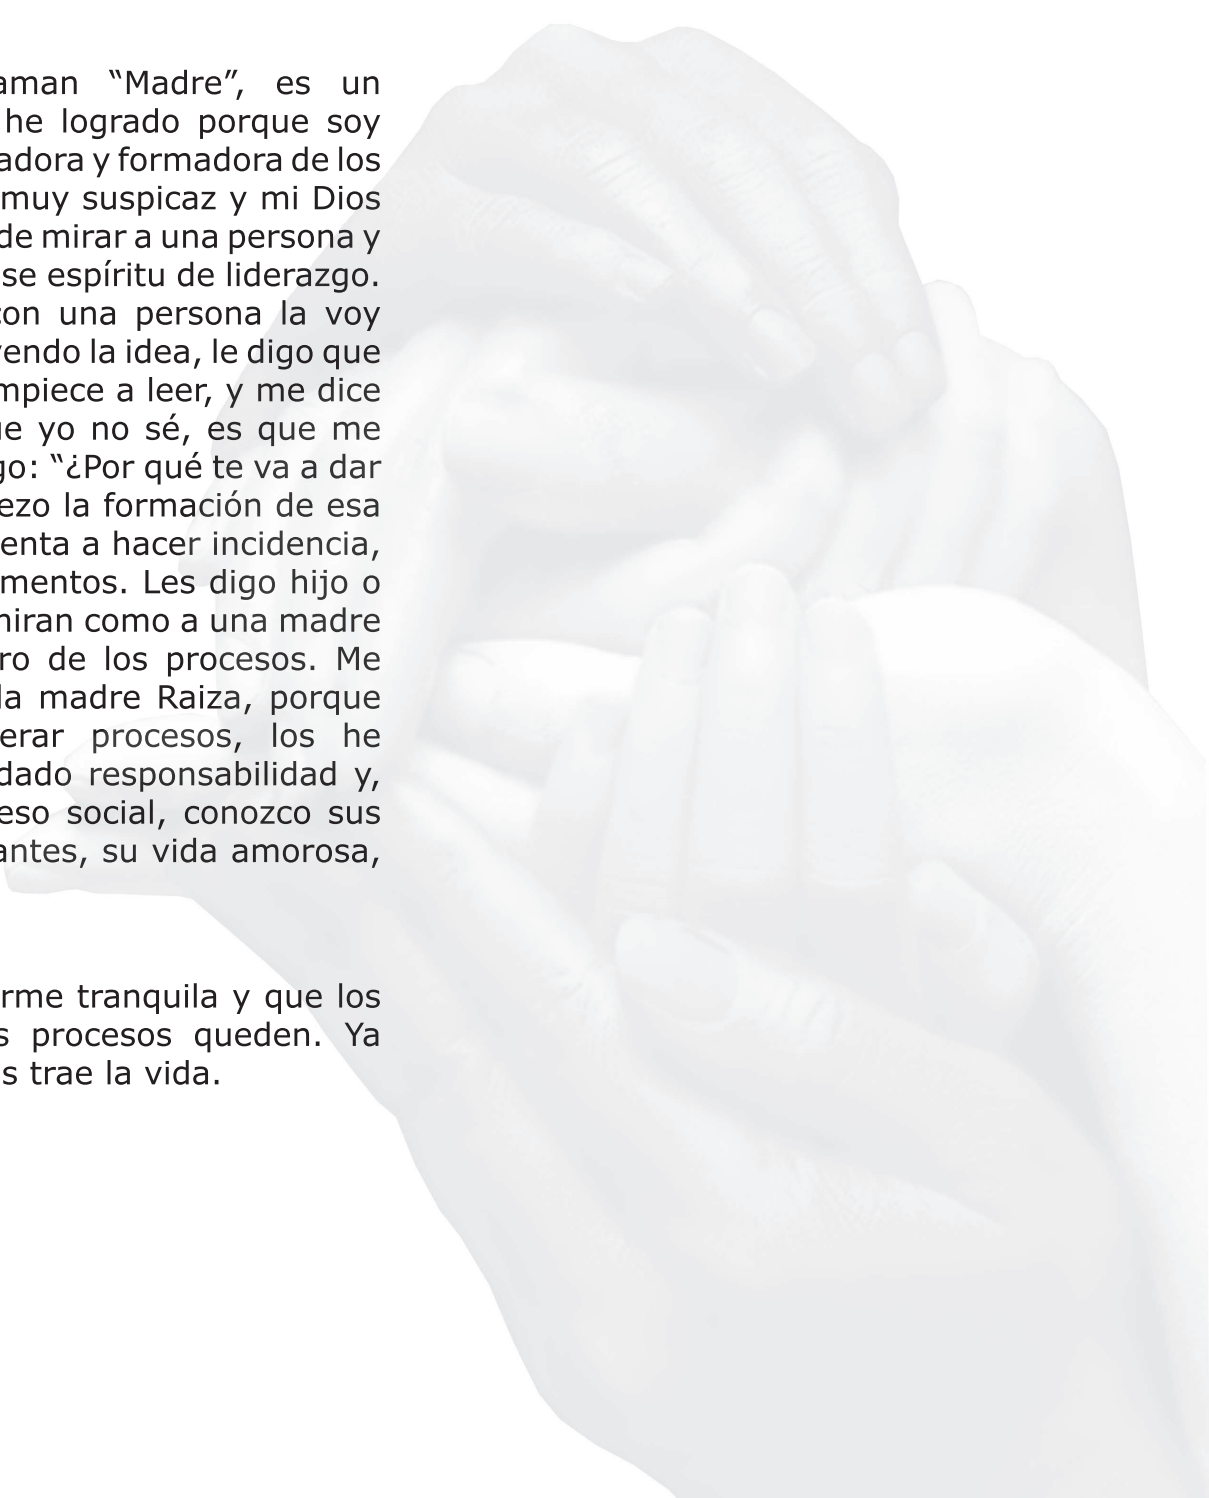 aman “Madre”, es un
he logrado porque soy
adora y formadora de los
muy suspicaz y mi Dios
de mirar a una persona y
se espíritu de liderazgo.
con una persona la voy
yendo la idea, le digo que
mpiece a leer, y me dice
ue yo no sé, es que me
go: “¿Por qué te va a dar
ezo la formación de esa
enta a hacer incidencia,
mentos. Les digo hijo o
miran como a una madre
ro de los procesos. Me
la madre Raiza, porque
erar procesos, los he
dado responsabilidad y,
eso social, conozco sus
antes, su vida amorosa,
rme tranquila y que los
s procesos queden. Ya
s trae la vida.